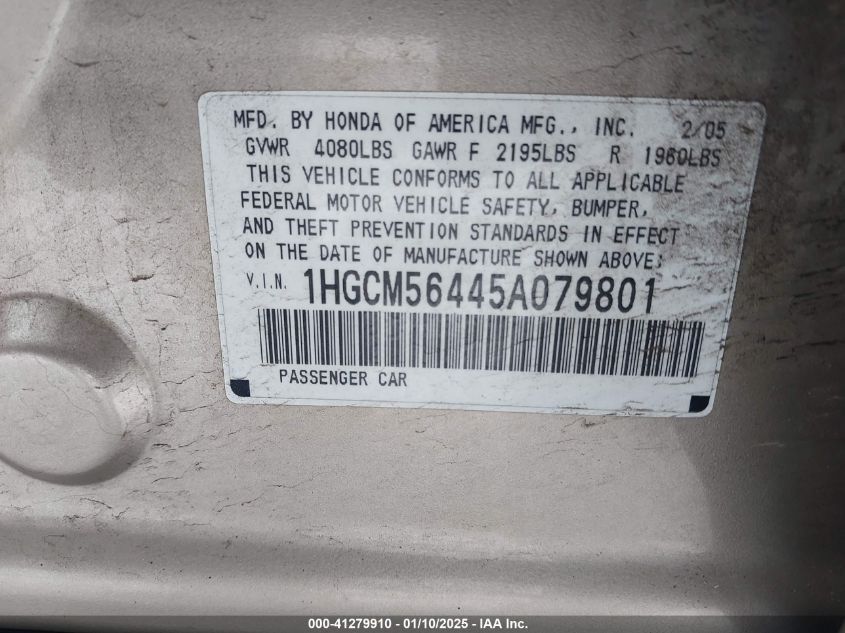 MFD. BY HONDA OF AMERICA MFG., INC. 2/05
GVWR 4080LBS GAWR F 2195LBS R 1960LBS
THIS VEHICLE CONFORMS TO ALL APPLICABLE
FEDERAL MOTOR VEHICLE SAFETY, BUMPER,
AND THEFT PREVENTION STANDARDS IN EFFECT
ON THE DATE OF MANUFACTURE SHOWN ABOVE:
V.I.N. 1HGCM56445A079801
PASSENGER CAR
000-41279910 - 01/10/2025 - IAA Inc.